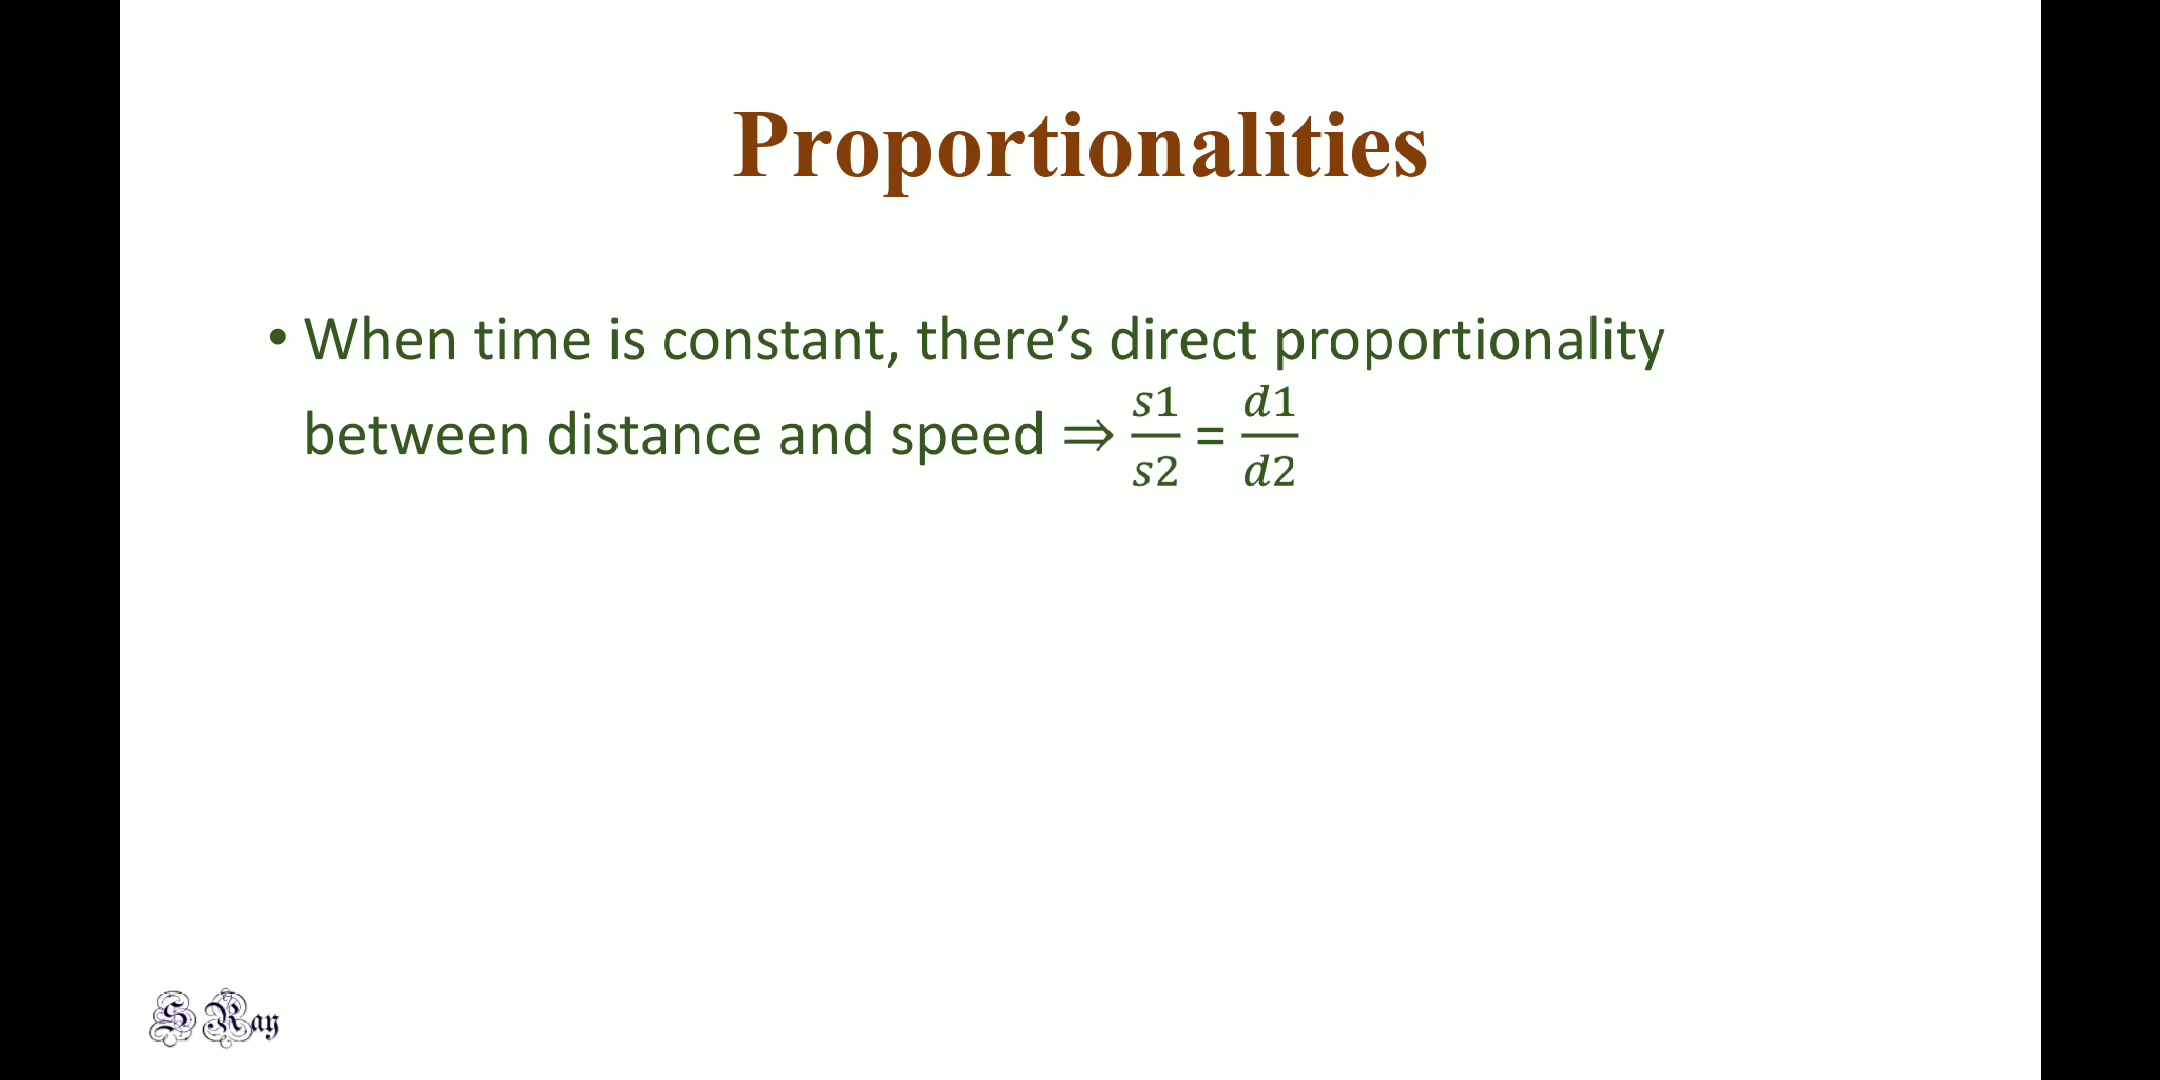 Proportionalities
• When time is constant, there’s direct proportionality
between distance and speed ⇒ s1/s2 = d1/d2
S Ray